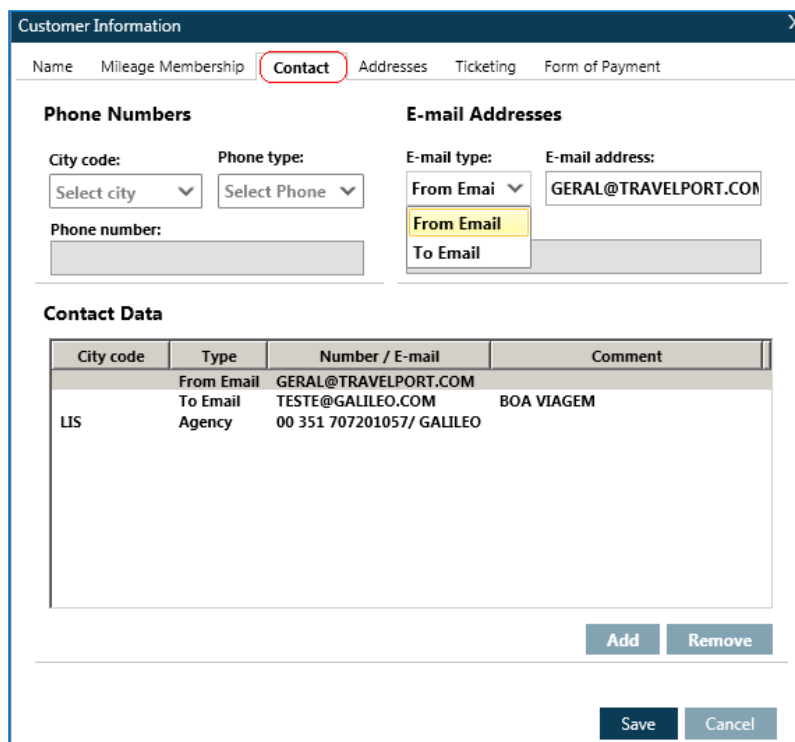 Customer Information X
Name Mileage Membership Contact Addresses Ticketing Form of Payment
Phone Numbers
City code: Phone type:
Select city Select Phone
Phone number:
E-mail Addresses
E-mail type: E-mail address:
From Emai GERAL@TRAVELPORT.COM
From Email
To Email
Contact Data
City code Type Number / E-mail Comment
From Email GERAL@TRAVELPORT.COM
To Email TESTE@GALILEO.COM BOA VIAGEM
LIS Agency 00 351 707201057/ GALILEO
Add Remove
Save Cancel